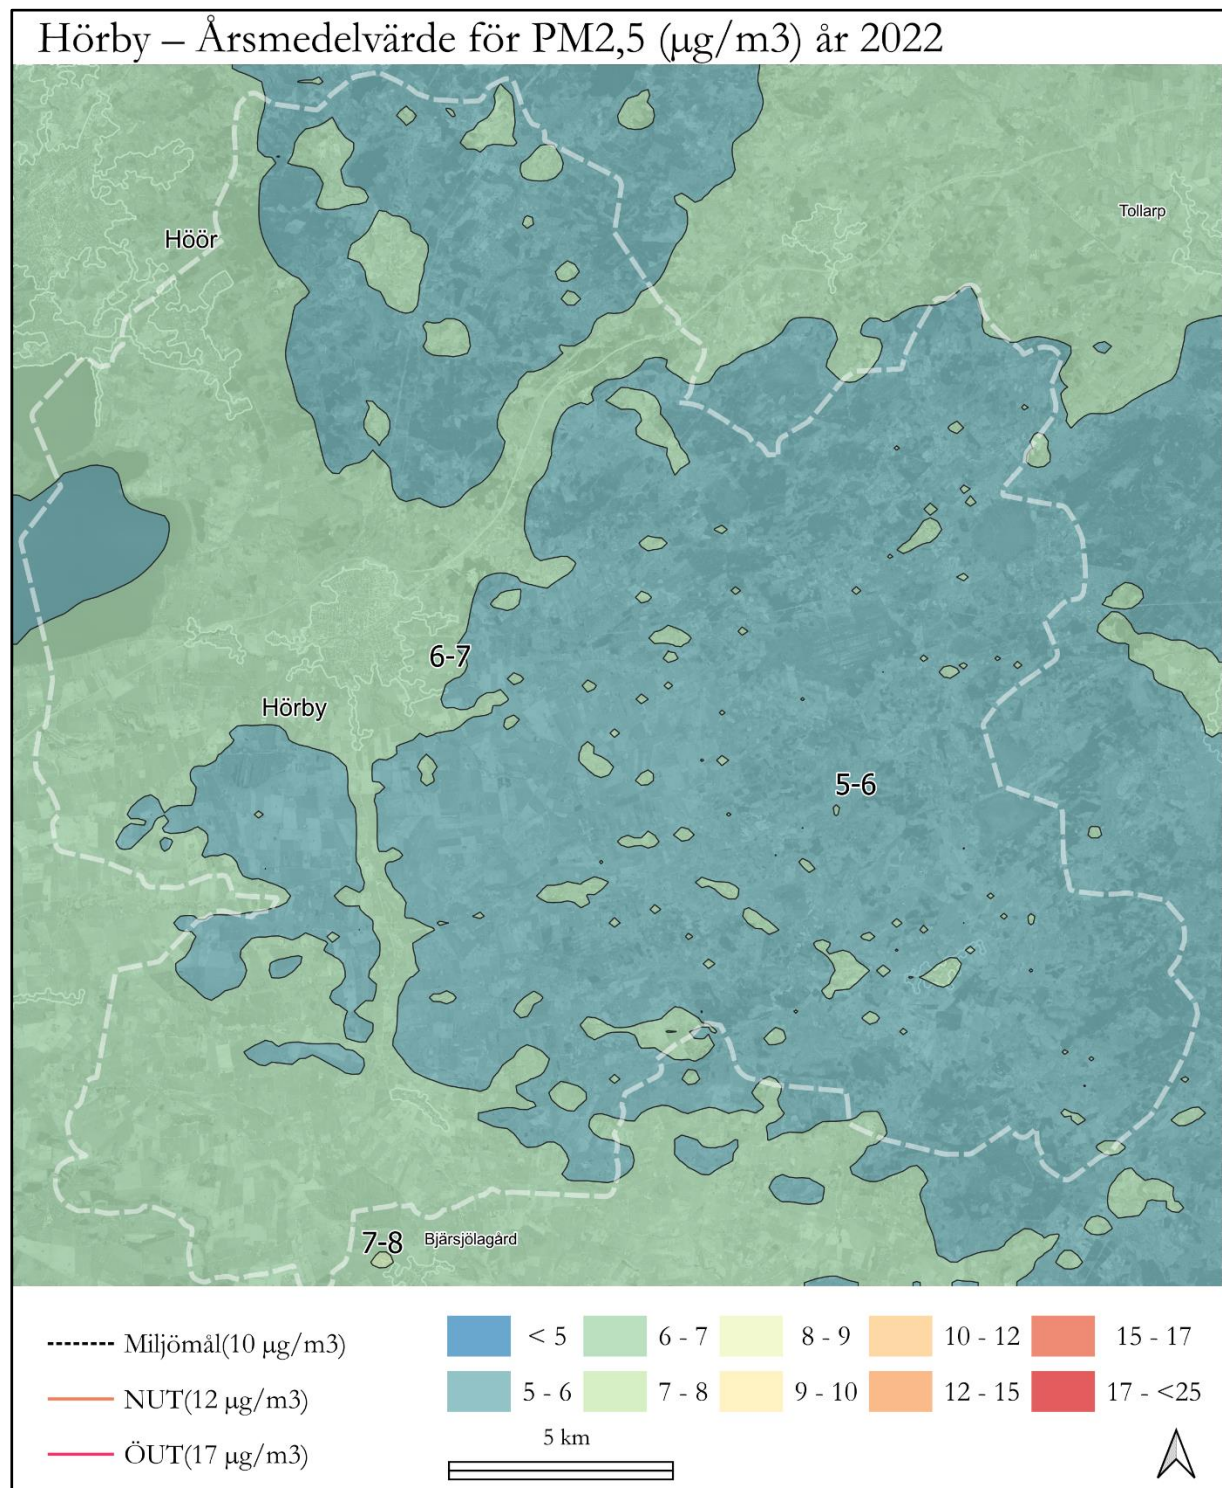 Hörby – Årsmedelvärde för PM2,5 (µg/m3) år 2022
Tollarp
Höör
6-7
Hörby
5-6
7-8
Bjärsjölagård
Miljömål(10 µg/m3)
NUT(12 µg/m3)
ÖUT(17 µg/m3)
< 5
6 - 7
8 - 9
10 - 12
15 - 17
5 - 6
7 - 8
9 - 10
12 - 15
17 - <25
5 km